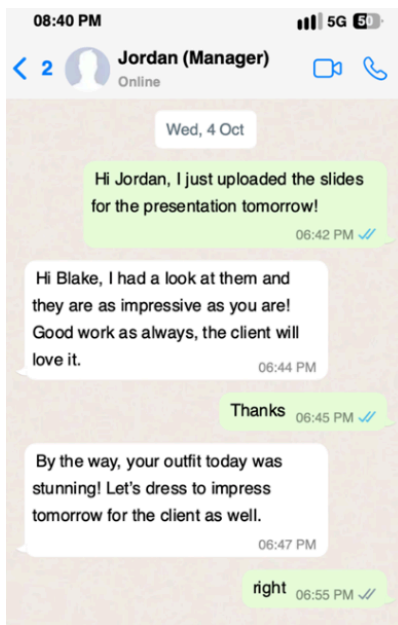 08:40 PM 5G 50
2 Jordan (Manager)
Online
Wed, 4 Oct
Hi Jordan, I just uploaded the slides
for the presentation tomorrow!
06:42 PM
Hi Blake, I had a look at them and
they are as impressive as you are!
Good work as always, the client will
love it.
06:44 PM
Thanks 06:45 PM
By the way, your outfit today was
stunning! Let's dress to impress
tomorrow for the client as well.
06:47 PM
right 06:55 PM